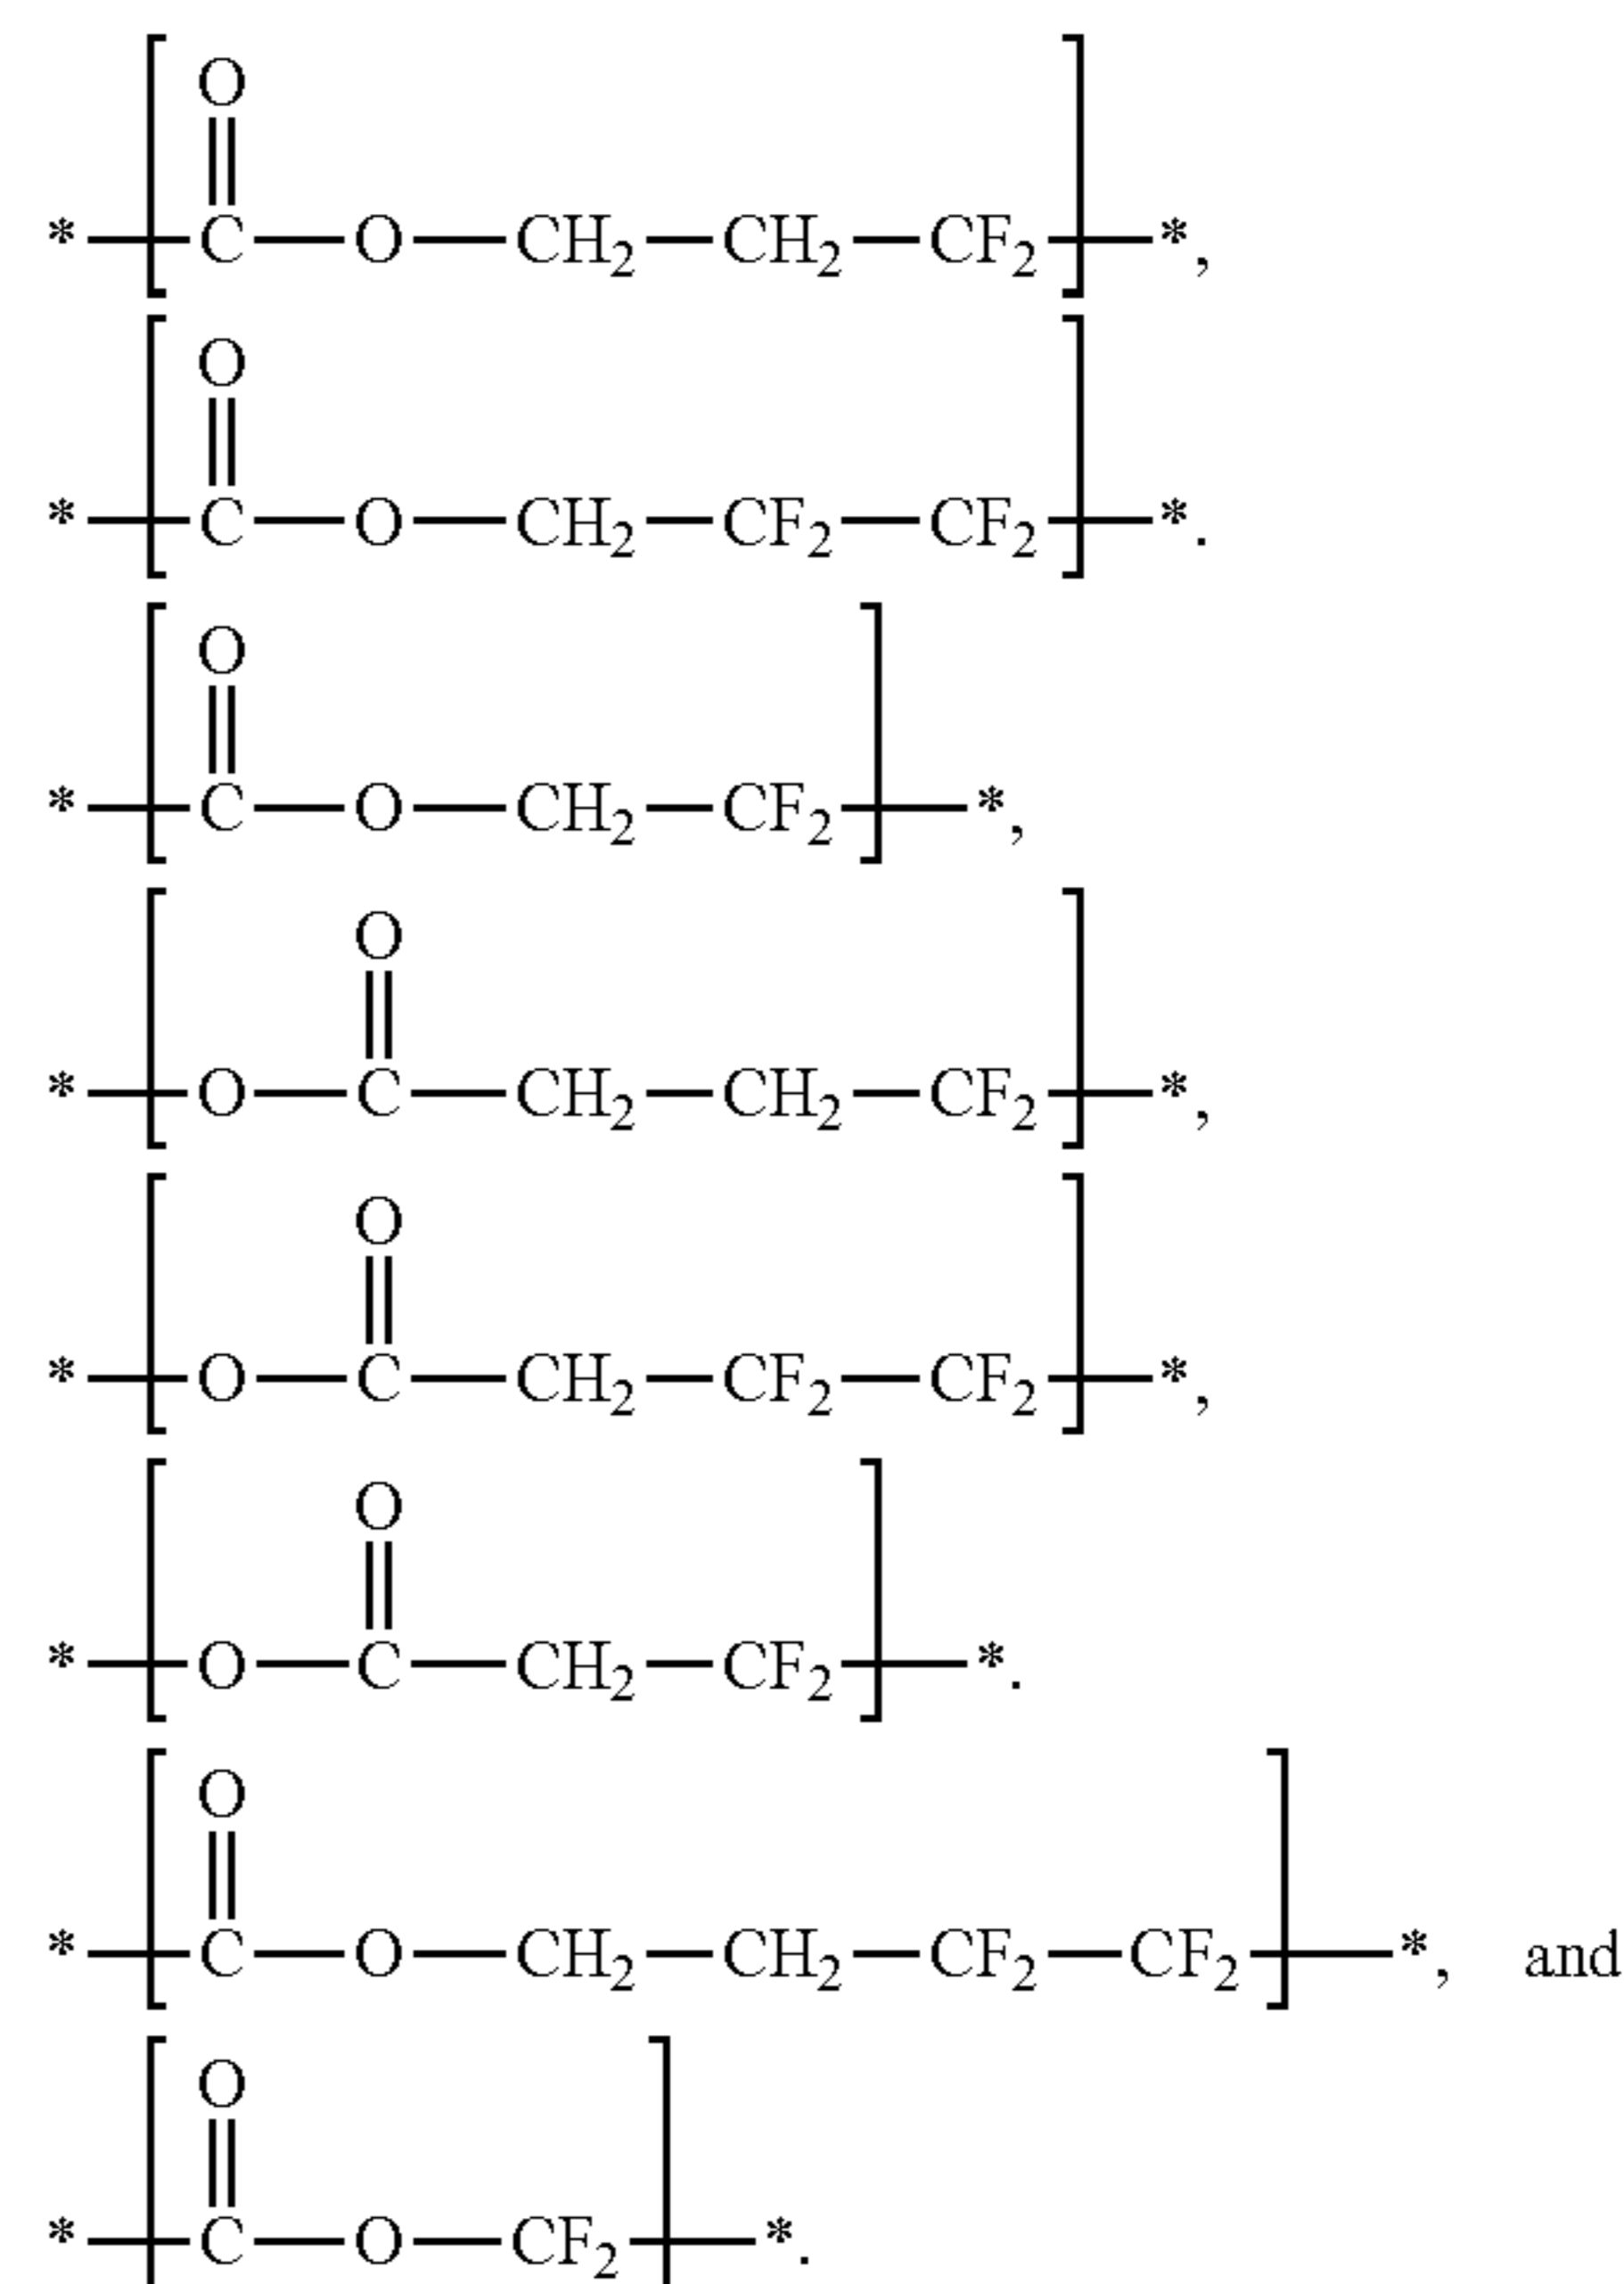 O
*—[C—O—CH2—CH2—CF2]—*,
O
*—[C—O—CH2—CF2—CF2]—*.
O
*—[C—O—CH2—CF2]—*,
O
*—[O—C—CH2—CH2—CF2]—*,
O
*—[O—C—CH2—CF2—CF2]—*,
O
*—[O—C—CH2—CF2]—*.
O
*—[C—O—CH2—CH2—CF2—CF2]—*, and
O
*—[C—O—CF2]—*.